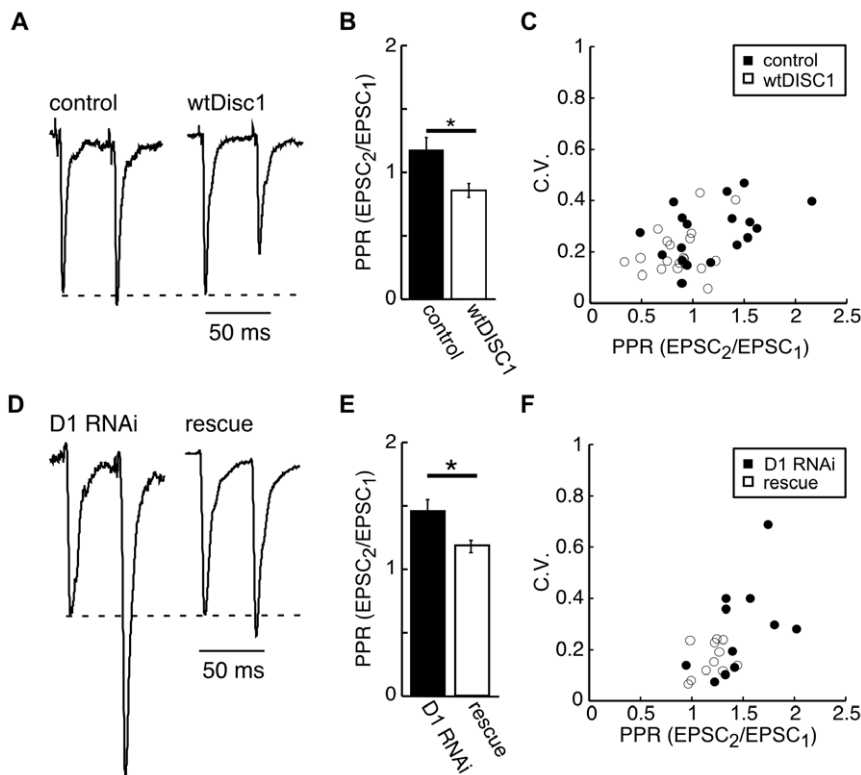 A
control
wtDisc1
50 ms
B
2
1
0
PPR (EPSC2/EPSC1)
*
control
wtDISC1
C
1
0.8
0.6
0.4
0.2
0
C.V.
control
wtDISC1
0 0.5 1 1.5 2 2.5
PPR (EPSC2/EPSC1)
D
D1 RNAi
rescue
50 ms
E
2
1
0
PPR (EPSC2/EPSC1)
*
D1 RNAi
rescue
F
1
0.8
0.6
0.4
0.2
0
C.V.
D1 RNAi
rescue
0 0.5 1 1.5 2 2.5
PPR (EPSC2/EPSC1)